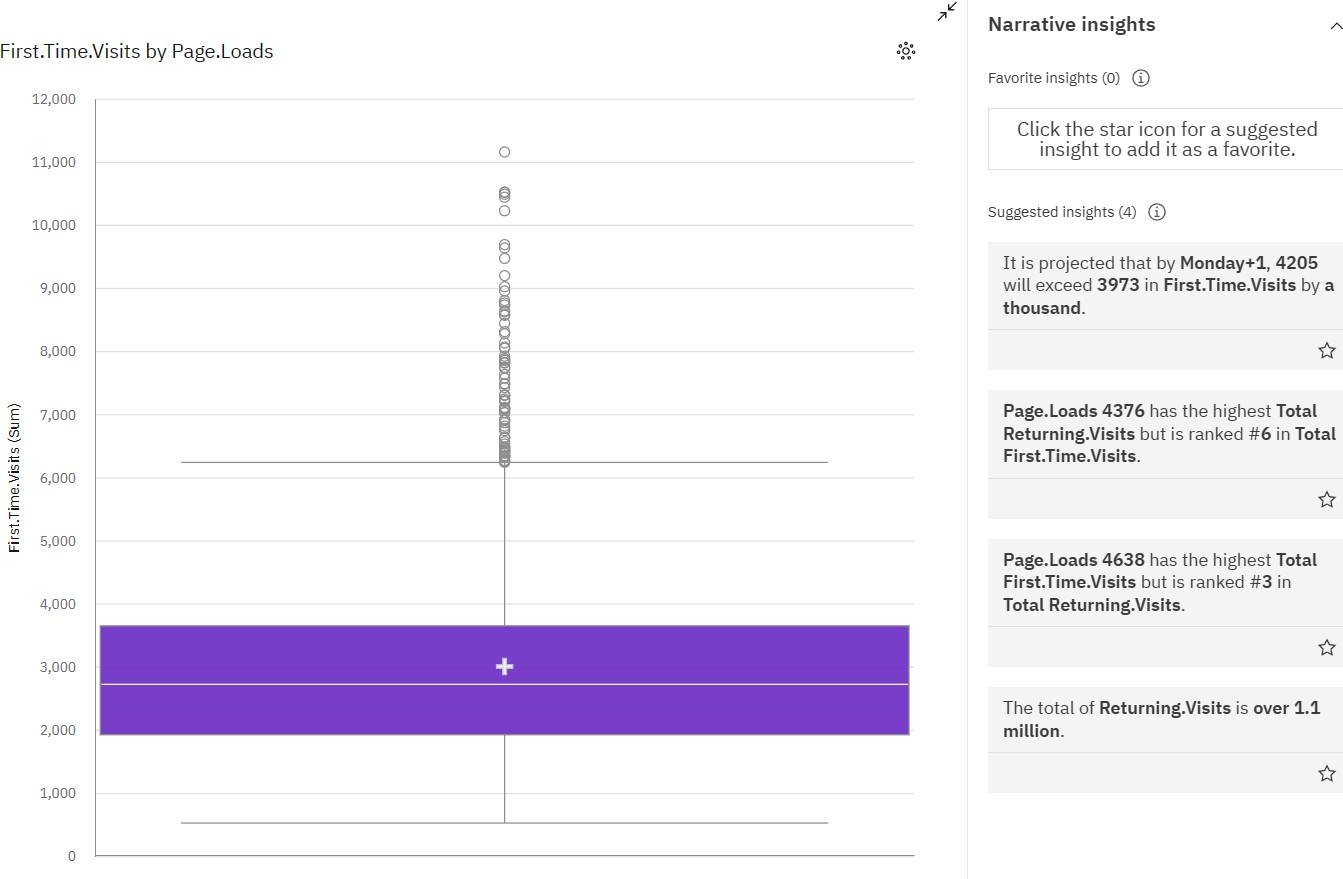 First.Time.Visits by Page.Loads
12,000
11,000
10,000
9,000
8,000
7,000
6,000
5,000
4,000
3,000
2,000
1,000
0
First.Time.Visits (Sum)
Narrative insights
Favorite insights (0)
Click the star icon for a suggested
insight to add it as a favorite.
Suggested insights (4)
It is projected that by Monday+1, 4205
will exceed 3973 in First.Time.Visits by a
thousand.
Page.Loads 4376 has the highest Total
Returning.Visits but is ranked #6 in Total
First.Time.Visits.
Page.Loads 4638 has the highest Total
First.Time.Visits but is ranked #3 in
Total Returning.Visits.
The total of Returning.Visits is over 1.1
million.